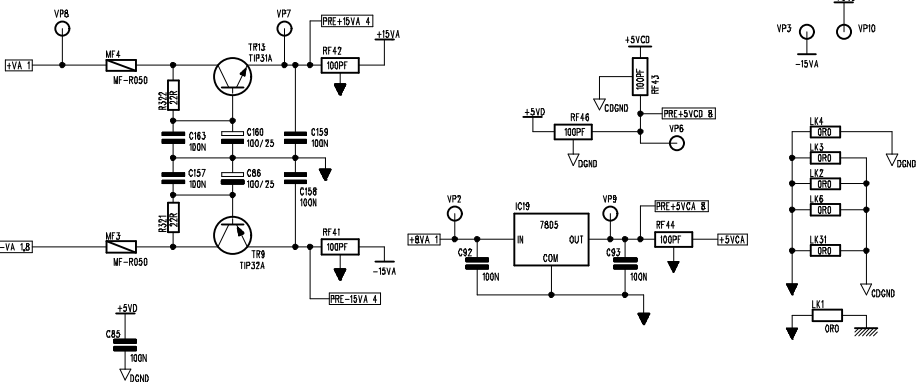 VP8
+VA 1
MF4
MF-R050
R322
22R
C163
100N
TR13
TIP31A
C160
100/25
VP7
PRE+15VA 4
RF42
100PF
+15VA
C159
100N
C157
100N
C86
100/25
C158
100N
R321
22R
-VA 1,8
MF3
MF-R050
TR9
TIP32A
RF41
100PF
-15VA
PRE-15VA 4
+5VD
C85
100N
DGND
+5VCD
RF43
100PF
CDGND
+5VD
RF46
100PF
DGND
PRE+5VCD 8
VP6
VP2
+8VA 1
C92
100N
IC19
7805
IN
OUT
COM
VP9
C93
100N
PRE+5VCA 8
RF44
100PF
+5VCA
VP3
-15VA
VP10
LK4
0R0
DGND
LK3
0R0
LK2
0R0
LK6
0R0
LK31
0R0
CDGND
LK1
0R0